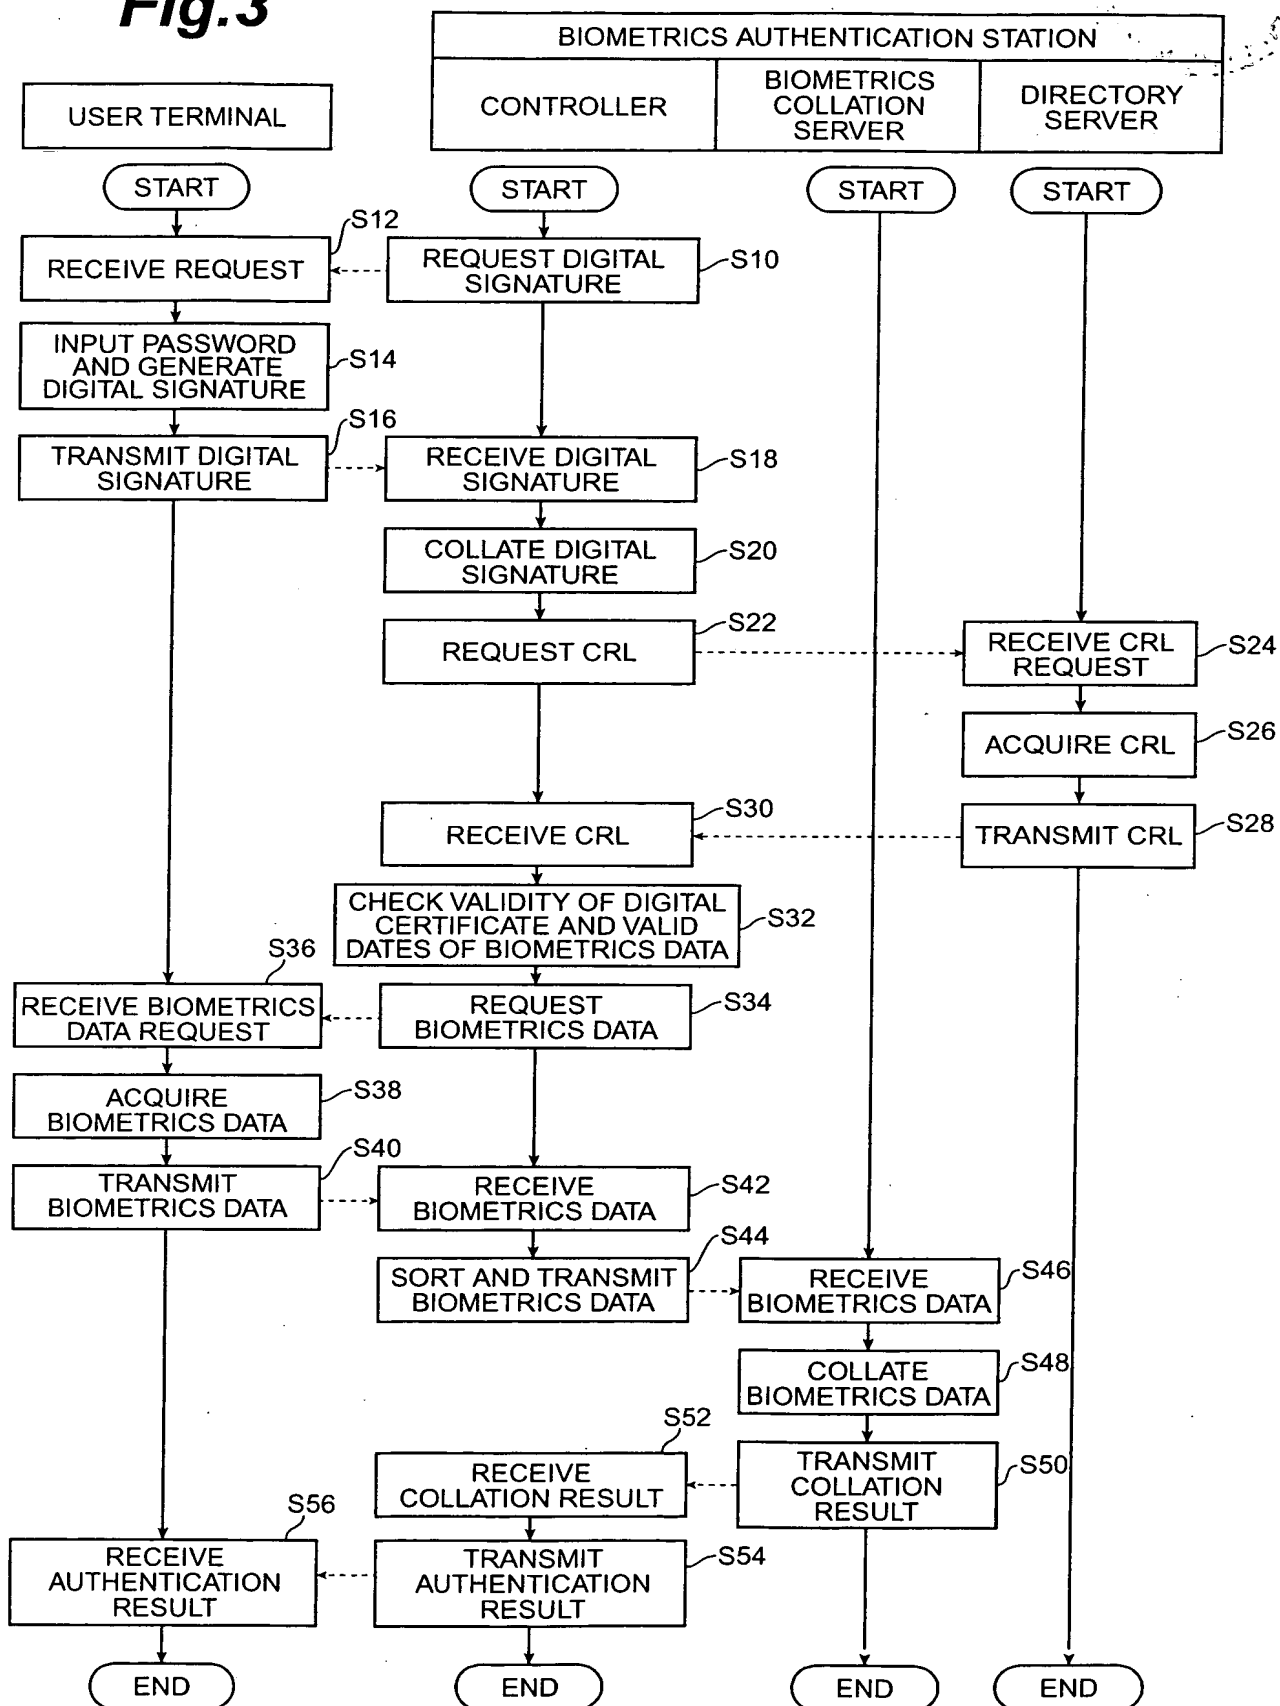 Fig.3
BIOMETRICS AUTHENTICATION STATION
USER TERMINAL
CONTROLLER
BIOMETRICS
COLLATION
SERVER
DIRECTORY
SERVER
START
START
START
START
S12
RECEIVE REQUEST
REQUEST DIGITAL
SIGNATURE
S10
INPUT PASSWORD
AND GENERATE
DIGITAL SIGNATURE
S14
S16
TRANSMIT DIGITAL
SIGNATURE
RECEIVE DIGITAL
SIGNATURE
S18
COLLATE DIGITAL
SIGNATURE
S20
S22
REQUEST CRL
RECEIVE CRL
REQUEST
S24
ACQUIRE CRL
S26
S30
RECEIVE CRL
TRANSMIT CRL
S28
CHECK VALIDITY OF DIGITAL
CERTIFICATE AND VALID
DATES OF BIOMETRICS DATA
S32
S36
RECEIVE BIOMETRICS
DATA REQUEST
REQUEST
BIOMETRICS DATA
S34
ACQUIRE
BIOMETRICS DATA
S38
S40
TRANSMIT
BIOMETRICS DATA
RECEIVE
BIOMETRICS DATA
S42
S44
SORT AND TRANSMIT
BIOMETRICS DATA
RECEIVE
BIOMETRICS DATA
S46
COLLATE
BIOMETRICS DATA
S48
S52
RECEIVE
COLLATION RESULT
TRANSMIT
COLLATION
RESULT
S50
S56
RECEIVE
AUTHENTICATION
RESULT
TRANSMIT
AUTHENTICATION
RESULT
S54
END
END
END
END